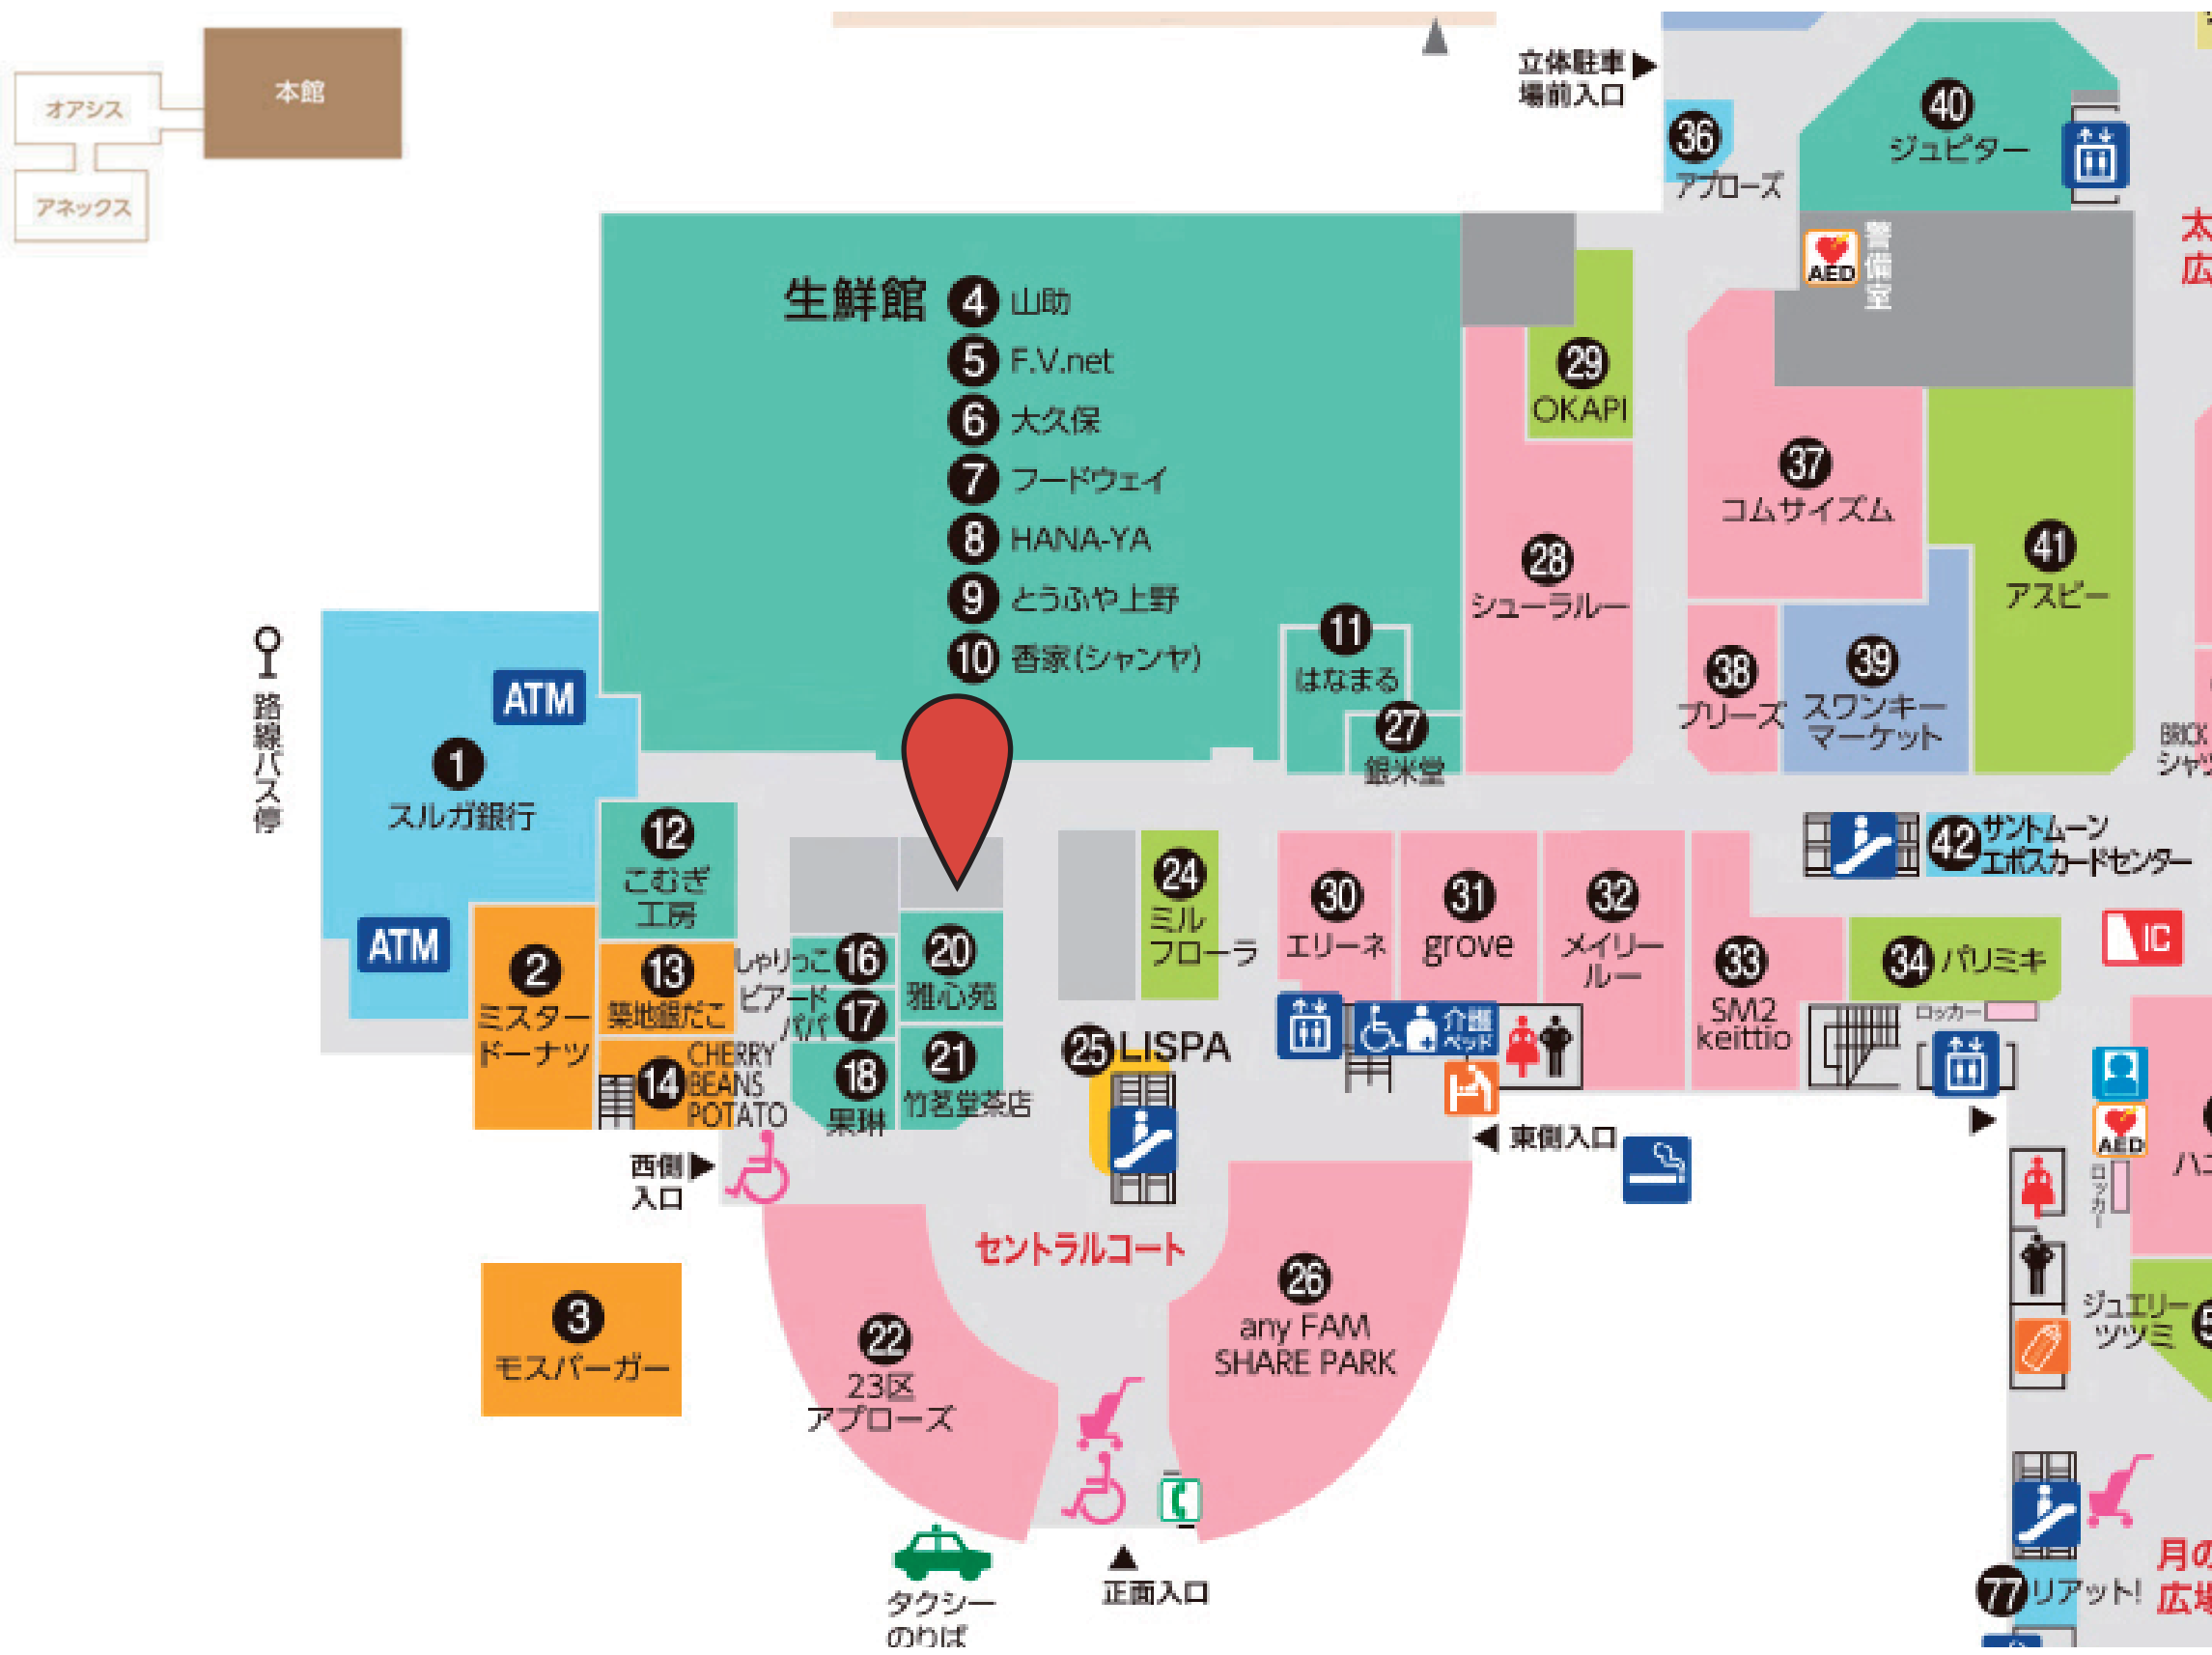 本館
オアシス
アネックス
立体駐車
場前入口
36
アプローズ
40
ジュピター
AED
警備室
生鮮館
4 山助
5 F.V.net
6 大久保
7 フードウェイ
8 HANA-YA
9 とうふや上野
10 香家(シャンヤ)
11
はなまる
27
銀米堂
28
シューラルー
29
OKAPI
37
コムサイズム
38
ブリーズ
39
スワンキー
マーケット
41
アスビー
BRICK
路線バス停
ATM
1
スルガ銀行
ATM
2
ミスター
ドーナツ
12
こむぎ
工房
13
築地銀だこ
14
CHERRY
BEANS
POTATO
しゃりっこ 16
ビアード
パパ 17
18
果琳
20
雅心苑
21
竹茗堂茶店
24
ミル
フローラ
25 LISPA
30
エリーネ
31
grove
32
メイリー
ルー
33
SM2
keittio
34 パリミキ
ロッカー
42 サントムーン
エポスカードセンター
IC
介護
ベッド
AED
ロッカー
西側
入口
東側入口
セントラルコート
3
モスバーガー
22
23区
アプローズ
26
any FAM
SHARE PARK
ジュエリー
ツツミ
タクシー
のりば
正面入口
77 リアット!